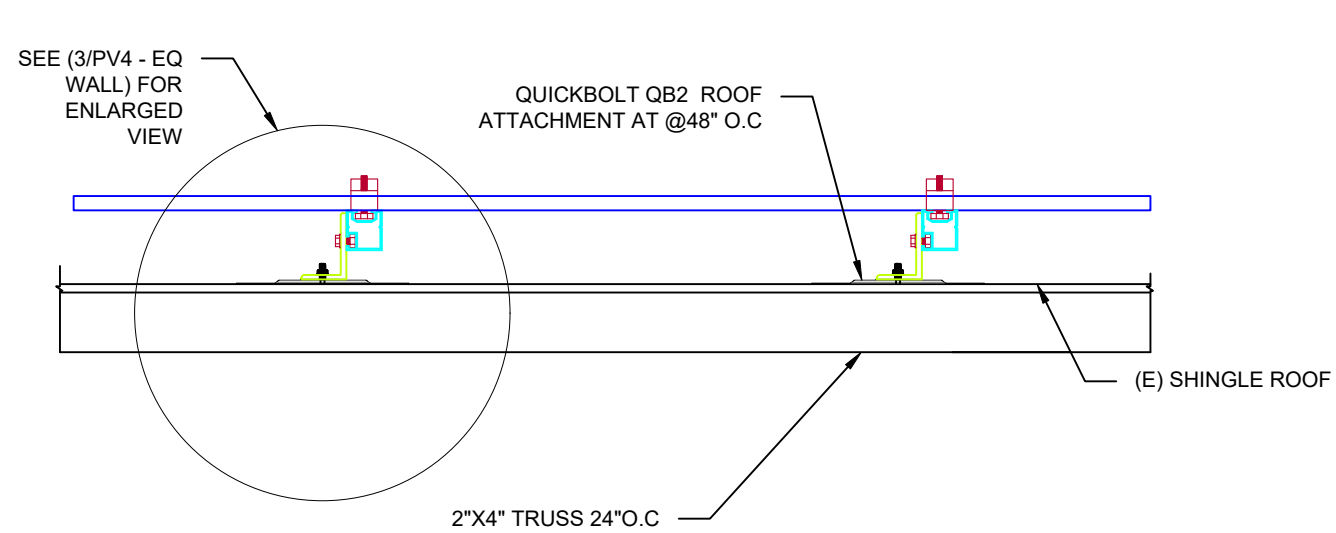 SEE (3/PV4 - EQ
WALL) FOR
ENLARGED
VIEW
QUICKBOLT QB2  ROOF
ATTACHMENT AT @48" O.C
(E) SHINGLE ROOF
2"X4" TRUSS 24"O.C